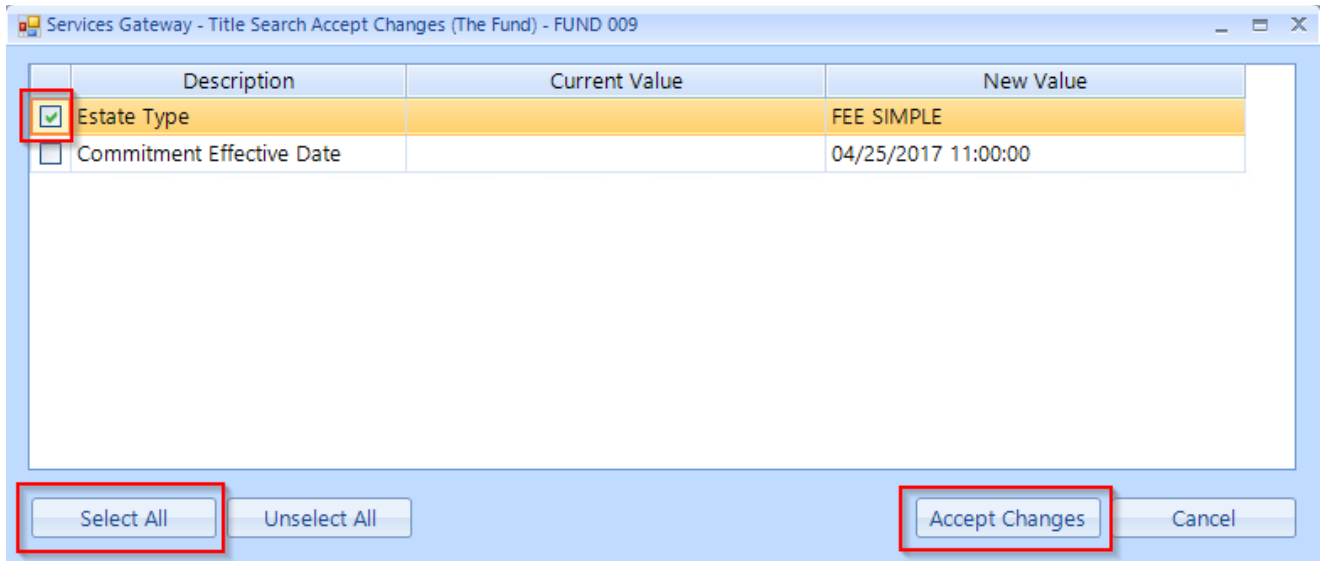 Services Gateway - Title Search Accept Changes (The Fund) - FUND 009
Description Current Value New Value
Estate Type FEE SIMPLE
Commitment Effective Date 04/25/2017 11:00:00
Select All Unselect All Accept Changes Cancel